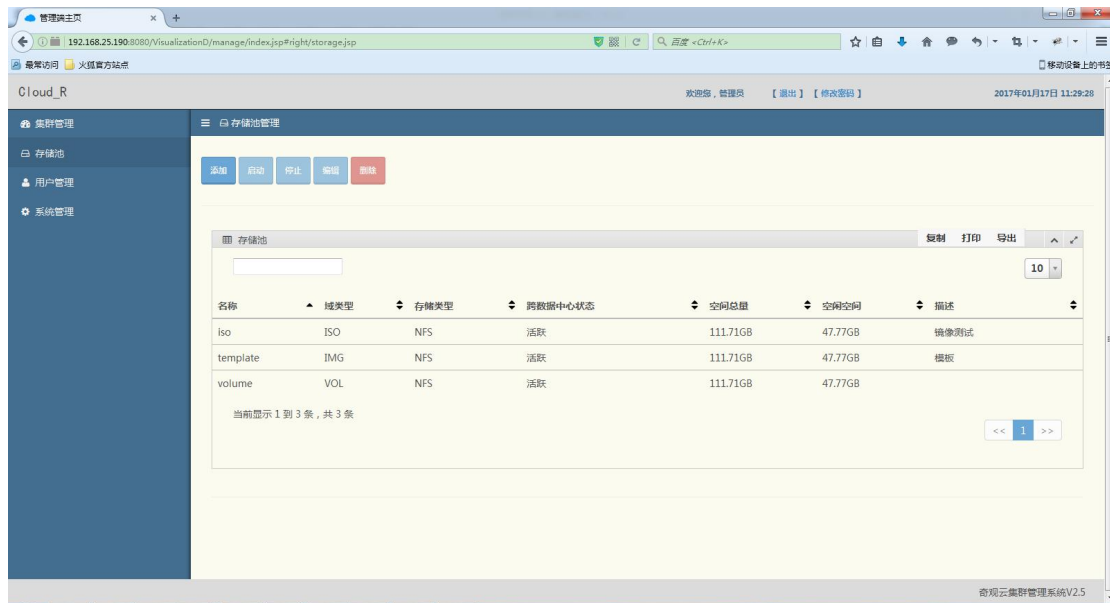 管理端主页 × +
192.168.25.190:8080/VisualizationD/manage/index.jsp#right/storage.jsp 百度 <Ctrl+K>
最常访问 火狐官方站点 移动设备上的书签
Cloud_R 欢迎您，管理员 【 退出 】 【 修改密码 】 2017年01月17日 11:29:28
集群管理 存储池管理
存储池
添加 启动 停止 编辑 删除
用户管理
系统管理
存储池 复制 打印 导出
10
名称 域类型 存储类型 跨数据中心状态 空间总量 空闲空间 描述
iso ISO NFS 活跃 111.71GB 47.77GB 镜像测试
template IMG NFS 活跃 111.71GB 47.77GB 模板
volume VOL NFS 活跃 111.71GB 47.77GB
当前显示 1 到 3 条，共 3 条
<< 1 >>
奇观云集群管理系统V2.5